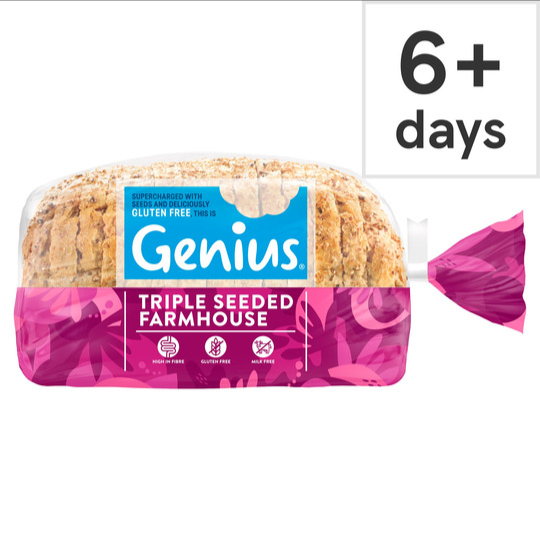 6+
days
SUPERCHARGED WITH
SEEDS AND DELICIOUSLY
GLUTEN FREE THIS IS
Genius®
TRIPLE SEEDED
FARMHOUSE
HIGH IN FIBRE
GLUTEN FREE
MILK FREE